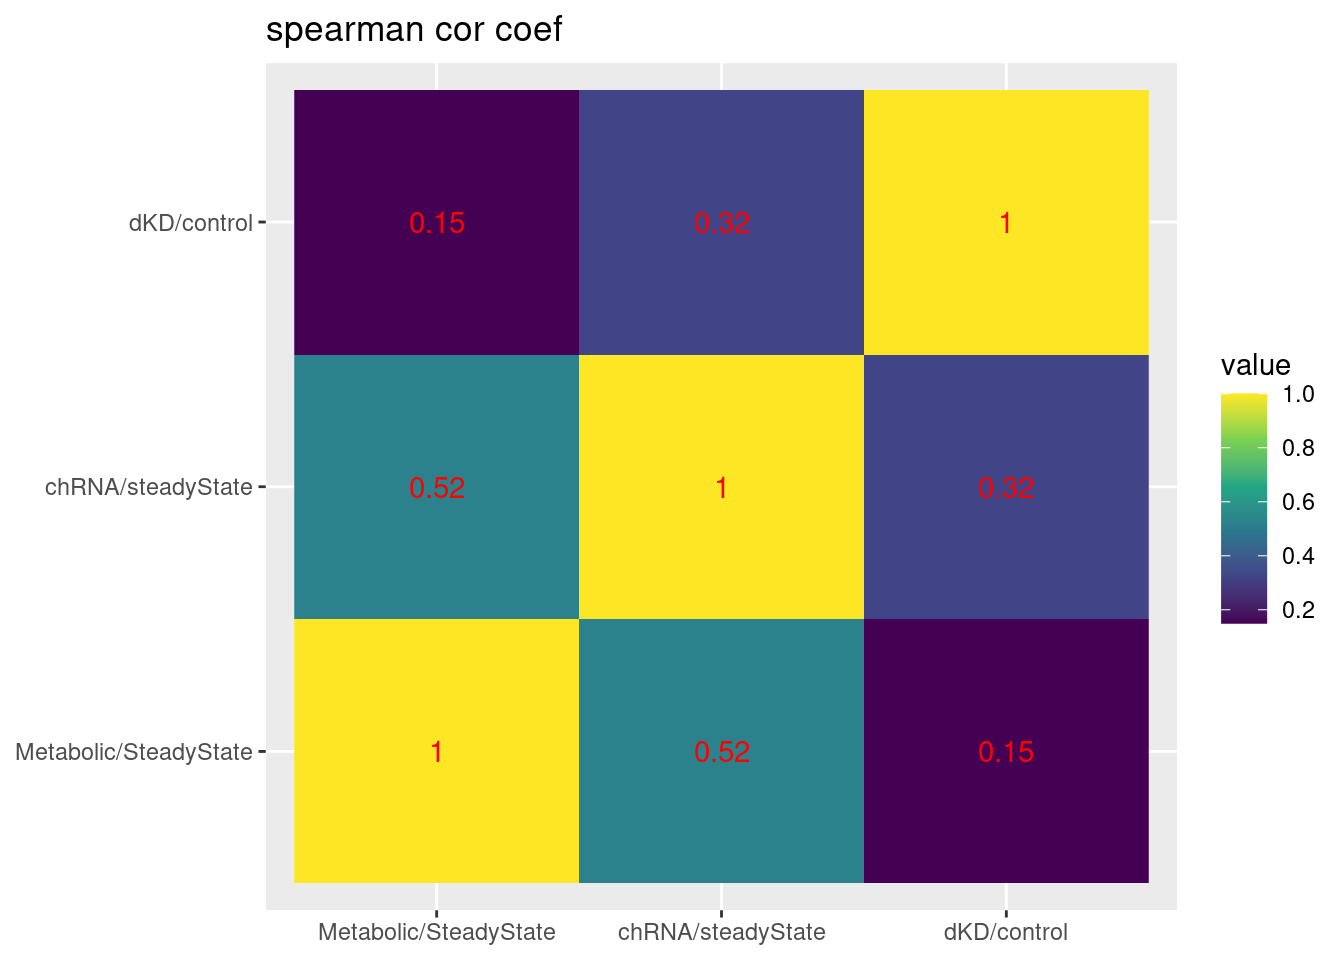 spearman cor coef
dKD/control
0.15
0.32
1
chRNA/steadyState
0.52
1
0.32
Metabolic/SteadyState
1
0.52
0.15
Metabolic/SteadyState
chRNA/steadyState
dKD/control
value
1.0
0.8
0.6
0.4
0.2